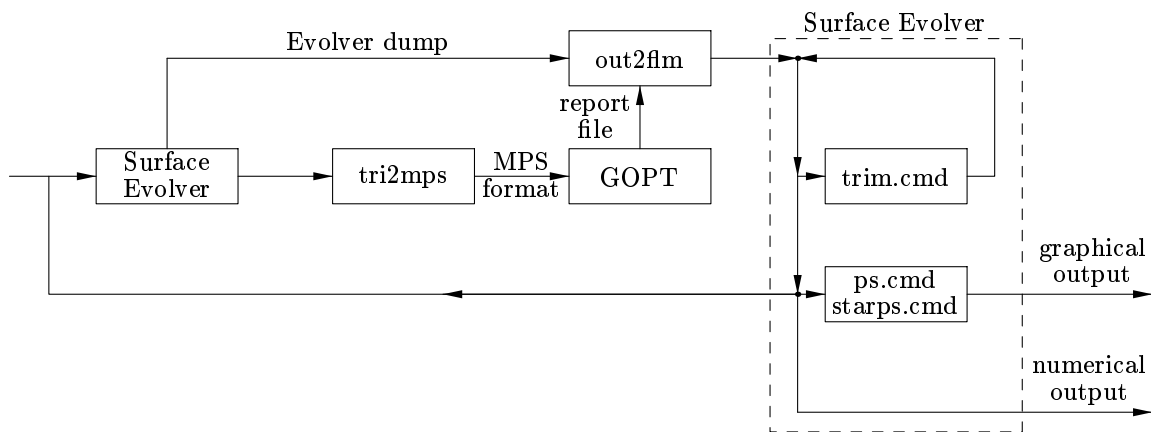 Surface Evolver
Evolver dump
out2flm
report
file
Surface
Evolver
tri2mps
MPS
format
GOPT
trim.cmd
graphical
output
ps.cmd
starps.cmd
numerical
output